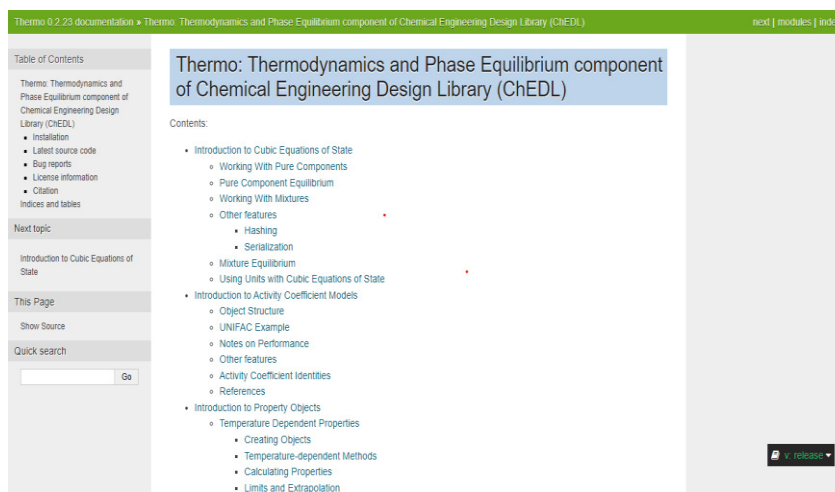 Thermo 0.2.23 documentation » Thermo: Thermodynamics and Phase Equilibrium component of Chemical Engineering Design Library (ChEDL)
next | modules | inde
Table of Contents
Thermo: Thermodynamics and
Phase Equilibrium component of
Chemical Engineering Design
Library (ChEDL)
Installation
Latest source code
Bug reports
License information
Citation
Indices and tables
Next topic
Introduction to Cubic Equations of
State
This Page
Show Source
Quick search
Go
Thermo: Thermodynamics and Phase Equilibrium component
of Chemical Engineering Design Library (ChEDL)
Contents:
Introduction to Cubic Equations of State
Working With Pure Components
Pure Component Equilibrium
Working With Mixtures
Other features
Hashing
Serialization
Mixture Equilibrium
Using Units with Cubic Equations of State
Introduction to Activity Coefficient Models
Object Structure
UNIFAC Example
Notes on Performance
Other features
Activity Coefficient Identities
References
Introduction to Property Objects
Temperature Dependent Properties
Creating Objects
Temperature-dependent Methods
Calculating Properties
Limits and Extrapolation
v: release